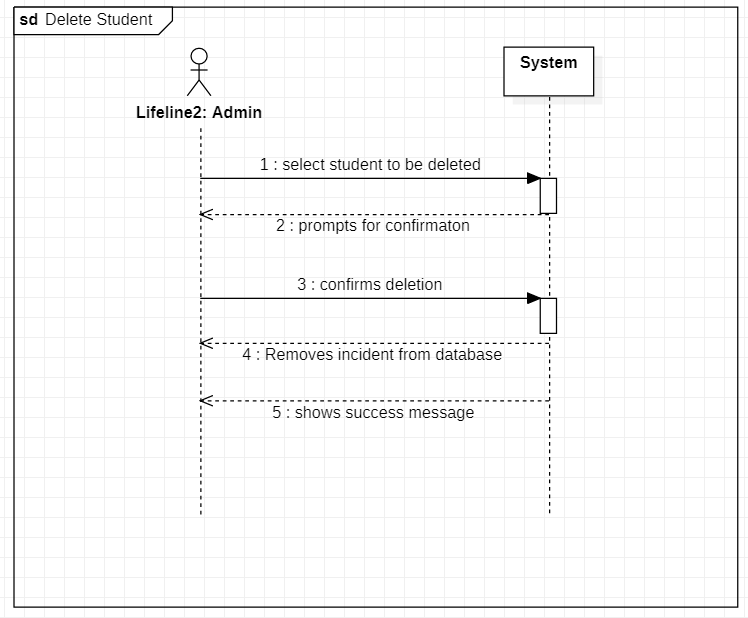 sd Delete Student
System
Lifeline2: Admin
1 : select student to be deleted
2 : prompts for confirmaton
3 : confirms deletion
4 : Removes incident from database
5 : shows success message